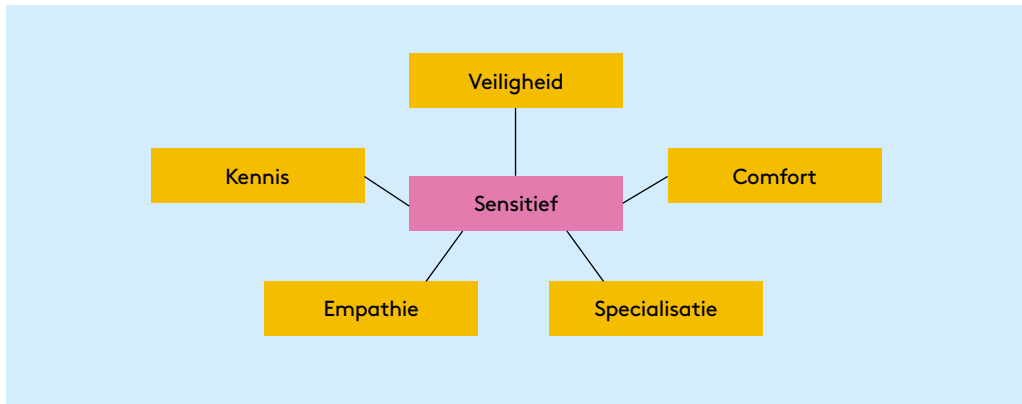 Veiligheid
Kennis
Comfort
Sensitief
Empathie
Specialisatie